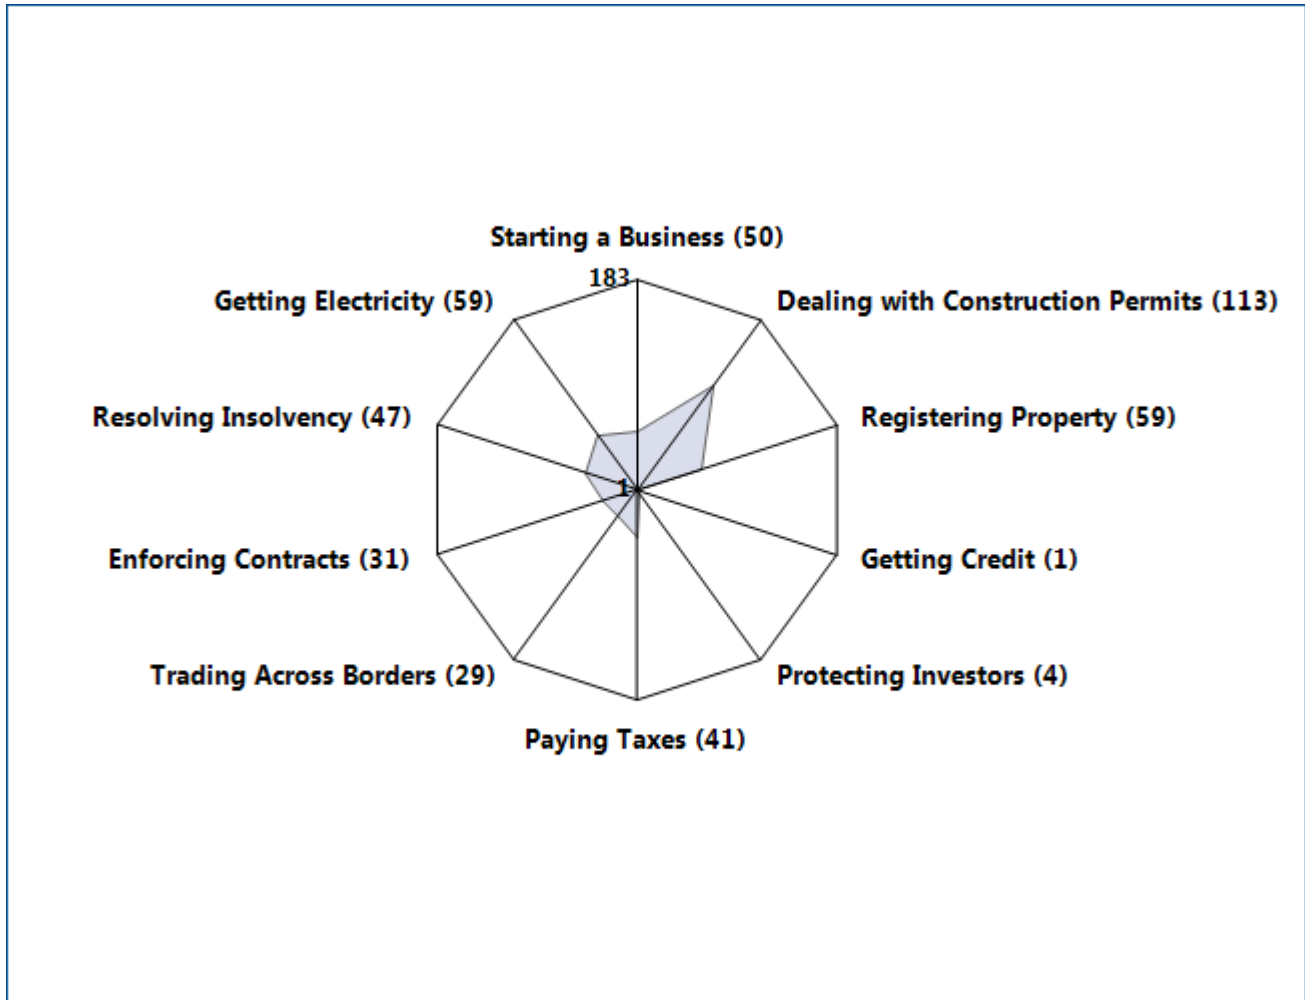 Starting a Business (50)
183
Getting Electricity (59)
Dealing with Construction Permits (113)
Resolving Insolvency (47)
Registering Property (59)
1
Enforcing Contracts (31)
Getting Credit (1)
Trading Across Borders (29)
Protecting Investors (4)
Paying Taxes (41)